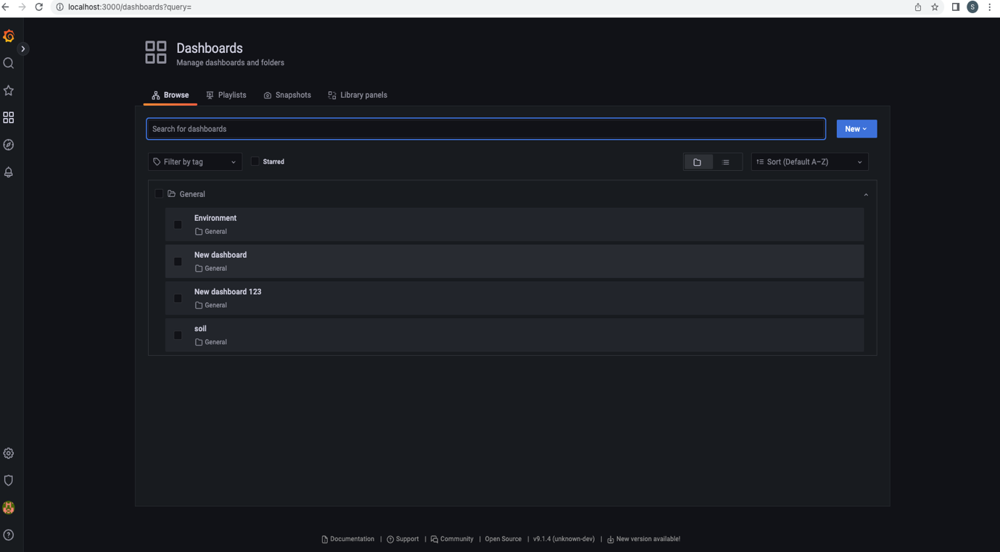 localhost:3000/dashboards?query=
S
Dashboards
Manage dashboards and folders
Browse Playlists Snapshots Library panels
Search for dashboards New
Filter by tag Starred Sort (Default A–Z)
General
Environment
General
New dashboard
General
New dashboard 123
General
soil
General
Documentation | Support | Community | Open Source | v9.1.4 (unknown-dev) | New version available!